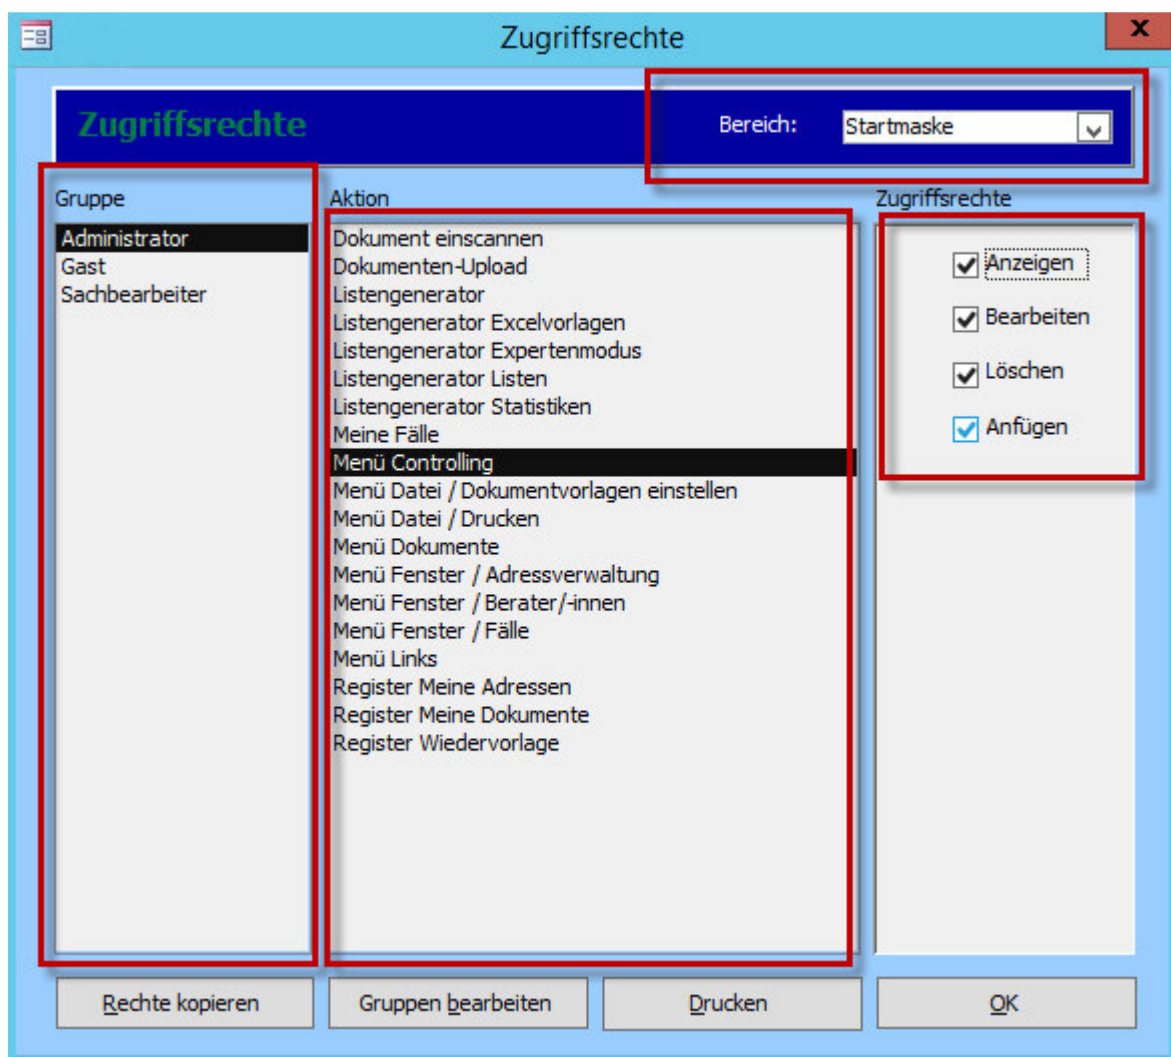 Zugriffsrechte
X
Zugriffsrechte
Bereich: Startmaske
Gruppe
Administrator
Gast
Sachbearbeiter
Aktion
Dokument einscannen
Dokumenten-Upload
Listengenerator
Listengenerator Excelvorlagen
Listengenerator Expertenmodus
Listengenerator Listen
Listengenerator Statistiken
Meine Fälle
Menü Controlling
Menü Datei / Dokumentvorlagen einstellen
Menü Datei / Drucken
Menü Dokumente
Menü Fenster / Adressverwaltung
Menü Fenster / Berater/-innen
Menü Fenster / Fälle
Menü Links
Register Meine Adressen
Register Meine Dokumente
Register Wiedervorlage
Zugriffsrechte
Anzeigen
Bearbeiten
Löschen
Anfügen
Rechte kopieren
Gruppen bearbeiten
Drucken
OK